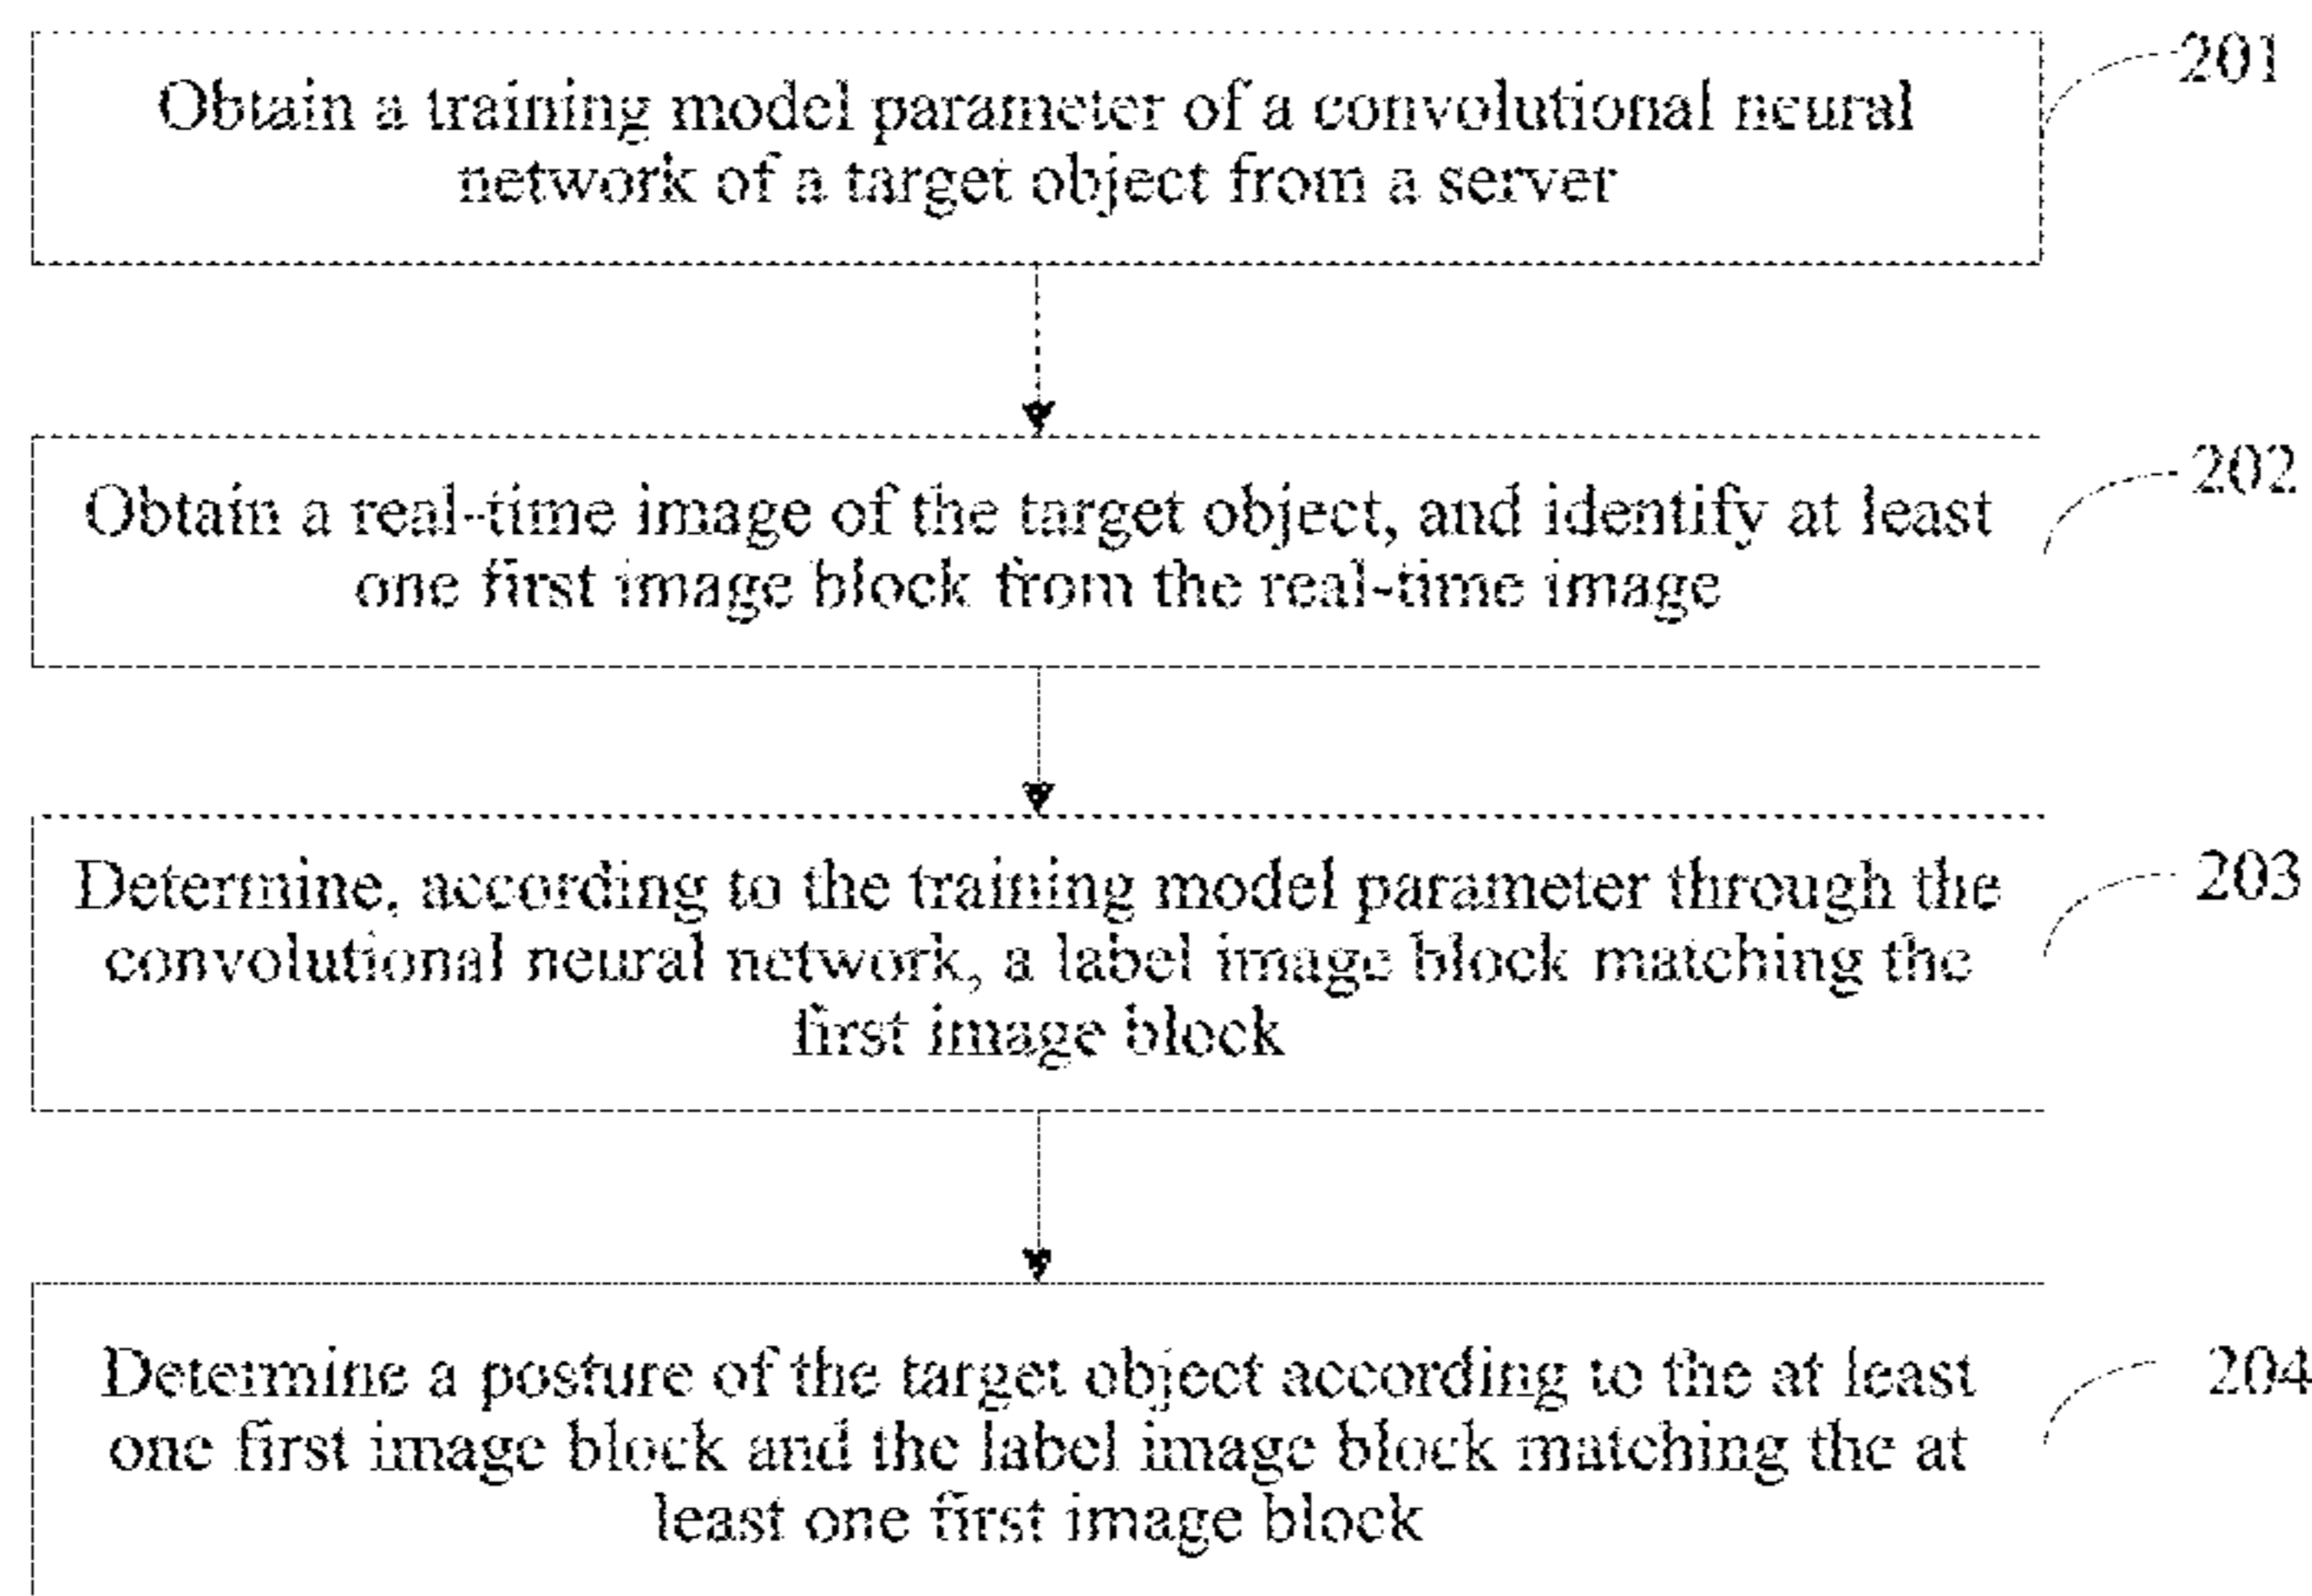 Obtain a training model parameter of a convolutional neural
network of a target object from a server
201
Obtain a real-time image of the target object, and identify at least
one first image block from the real-time image
202
Determine, according to the training model parameter through the
convolutional neural network, a label image block matching the
first image block
203
Determine a posture of the target object according to the at least
one first image block and the label image block matching the at
least one first image block
204